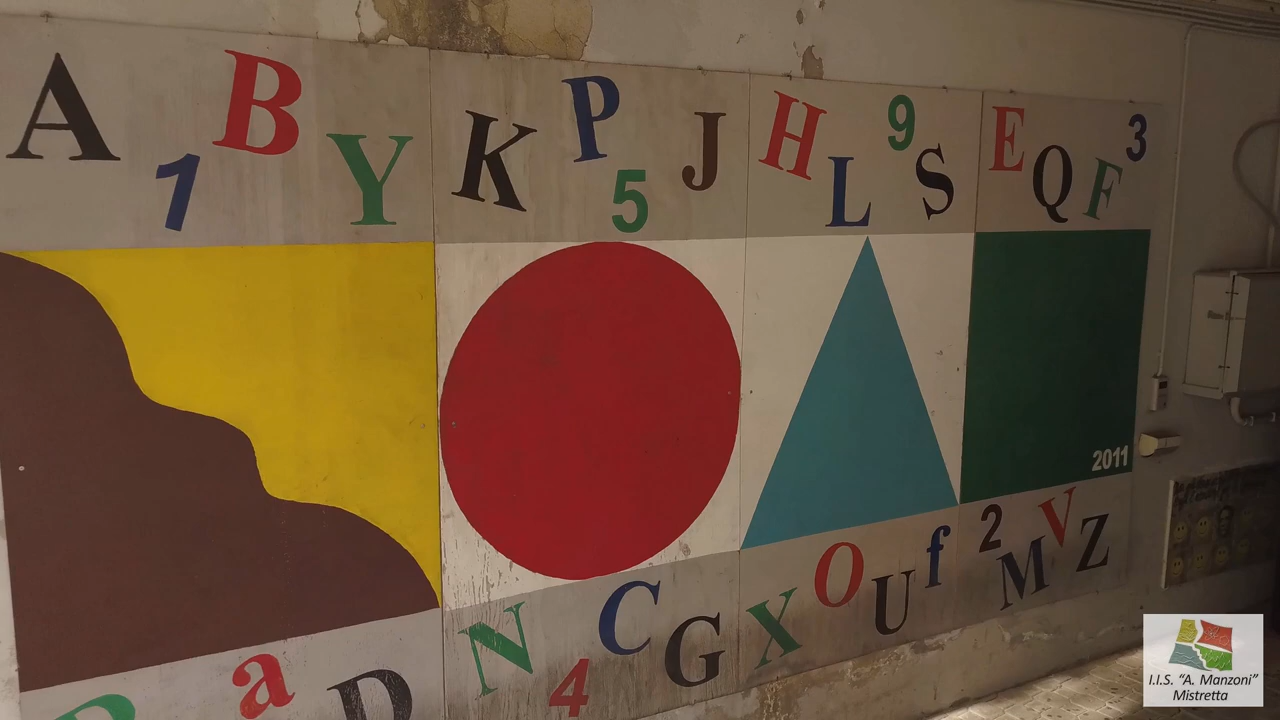 A 1 B Y K P 5 J H L 9 S E Q F 3
2011
a D N 4 C G X O U f 2 M V Z
I.I.S. "A. Manzoni"
Mistretta